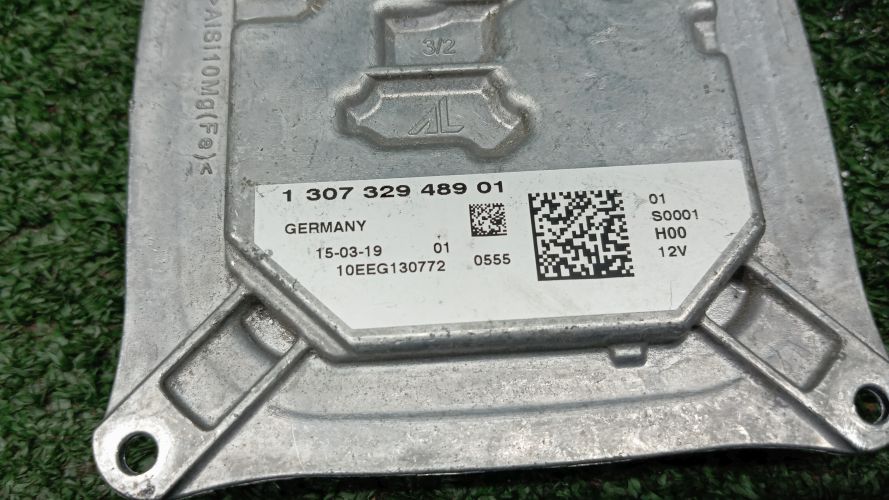 >AlSI10Mg(Fe)<
3/2
AL
1 307 329 489 01
GERMANY
15-03-19 01
10EEG130772 0555
01
S0001
H00
12V